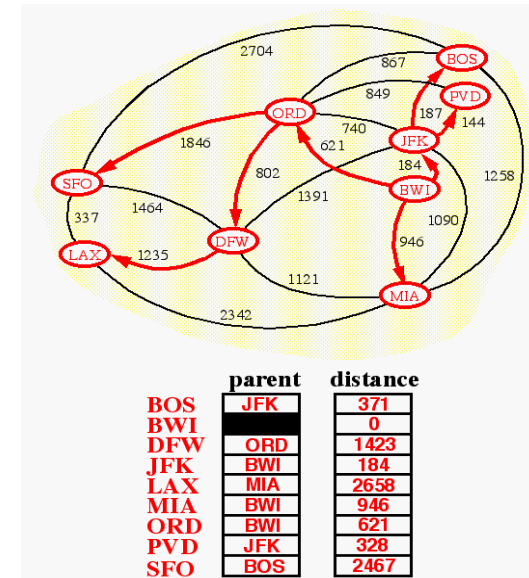 2704
BOS
867
849
PVD
ORD
187
144
740
JFK
1846
621
184
SFO
802
BWI
1258
337
1464
1391
1090
DFW
946
LAX
1235
1121
MIA
2342
parent distance
BOS JFK 371
BWI 0
DFW ORD 1423
JFK BWI 184
LAX MIA 2658
MIA BWI 946
ORD BWI 621
PVD JFK 328
SFO BOS 2467